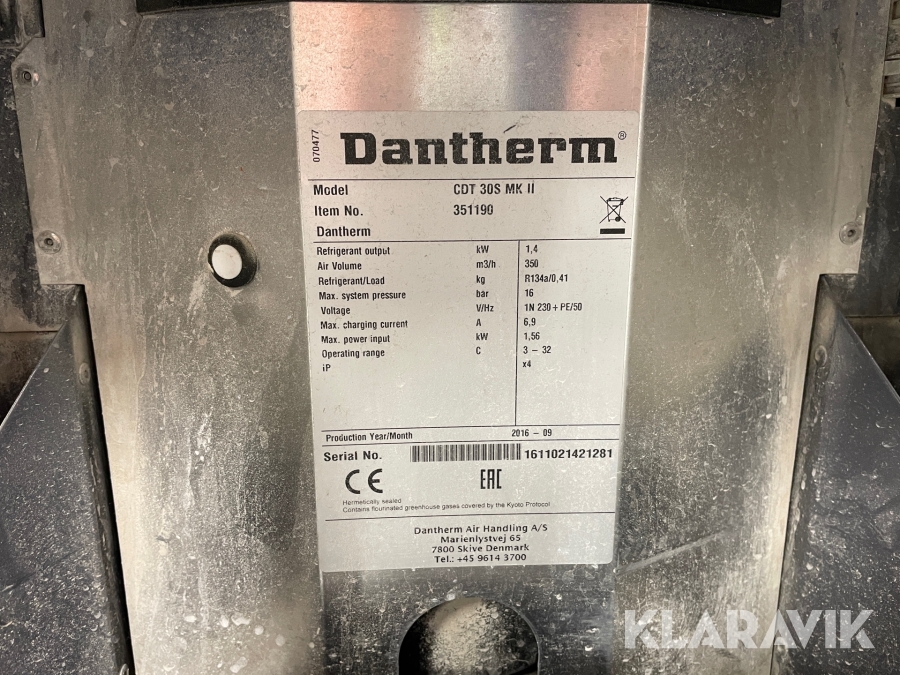 070477
Dantherm®
Model CDT 30S MK II
Item No. 351190
Dantherm
Refrigerant output kW 1,4
Air Volume m3/h 350
Refrigerant/Load kg R134a/0,41
Max. system pressure bar 16
Voltage V/Hz 1N 230 + PE/50
Max. charging current A 6,9
Max. power input kW 1,56
Operating range C 3 – 32
iP x4
Production Year/Month 2016 – 09
Serial No. 1611021421281
CE EAC
Hermetically sealed
Contains flourinated greenhouse gases covered by the Kyoto Protocol
Dantherm Air Handling A/S
Marienlystvej 65
7800 Skive Denmark
Tel.: +45 9614 3700
KLARAVIK